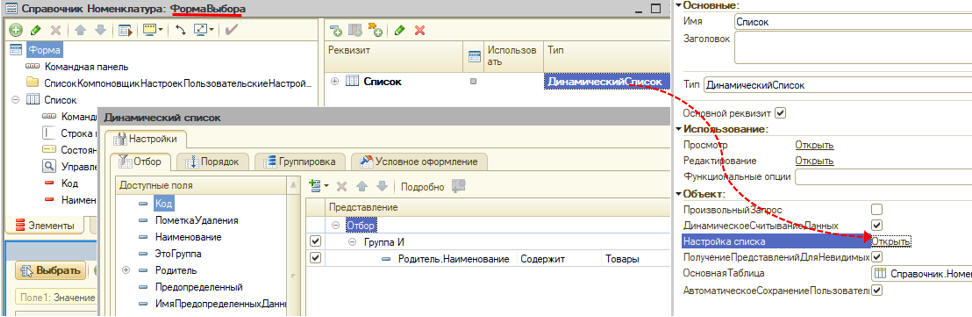 Справочник Номенклатура: ФормаВыбора
Форма
Командная панель
СписокКомпоновщикНастроекПользовательскиеНастрой...
Список
Команд
Строка
Состоян
Управле
Код
Наимен
Элементы
Выбрать
Поле1: Значение
Реквизит
Использов
ать
Тип
Список
ДинамическийСписок
Динамический список
Настройки
Отбор
Порядок
Группировка
Условное оформление
Доступные поля
Код
ПометкаУдаления
Наименование
ЭтоГруппа
Родитель
Предопределенный
ИмяПредопределенныхДанн
Подробно
Представление
Отбор
Группа И
Родитель.Наименование Содержит Товары
Основные:
Имя Список
Заголовок
Тип ДинамическийСписок
Основной реквизит
Использование:
Просмотр Открыть
Редактирование Открыть
Функциональные опции
Объект:
ПроизвольныйЗапрос
ДинамическоеСчитываниеДанных
Настройка списка Открыть
ПолучениеПредставленийДляНевидимых
ОсновнаяТаблица Справочник.Номе
АвтоматическоеСохранениеПользовател